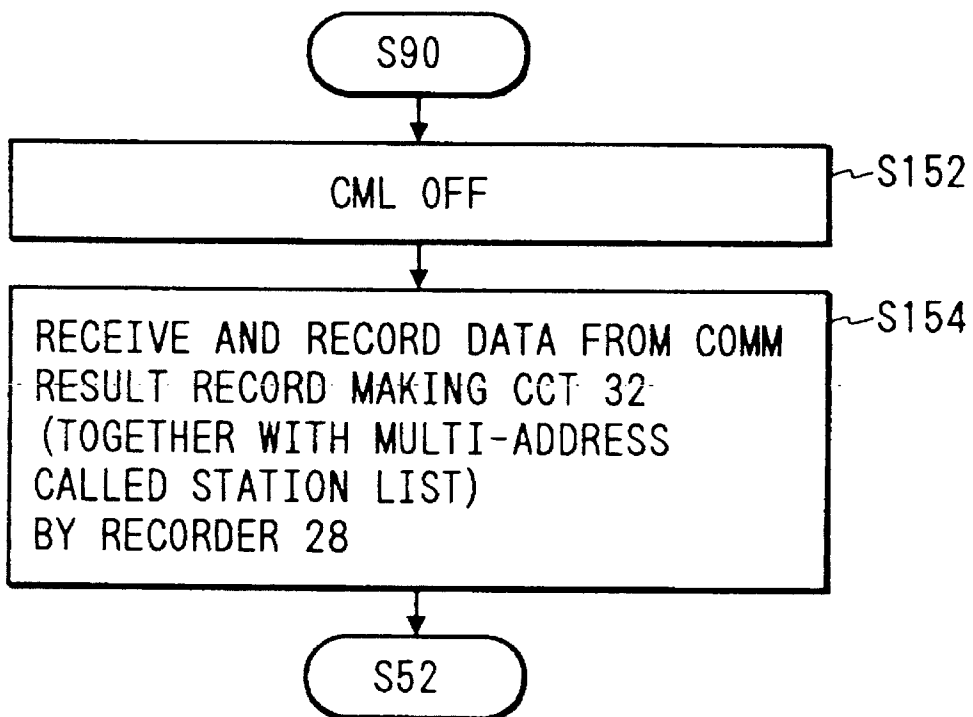 S90
CML OFF
S152
RECEIVE AND RECORD DATA FROM COMM
RESULT RECORD MAKING CCT 32
(TOGETHER WITH MULTI-ADDRESS
CALLED STATION LIST)
BY RECORDER 28
S154
S52